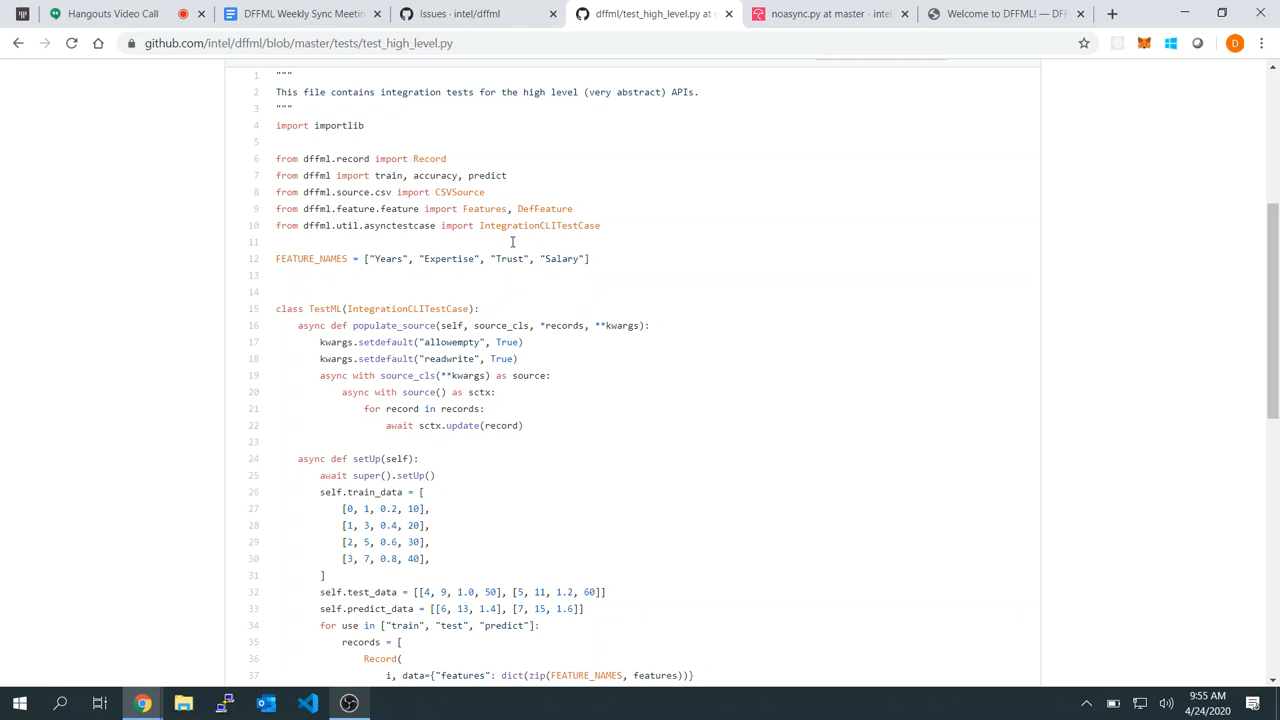 Hangouts Video Call
DFFML Weekly Sync Meetin
Issues · intel/dffml
dffml/test_high_level.py at m
noasync.py at master - intel
Welcome to DFFML! — DFF
github.com/intel/dffml/blob/master/tests/test_high_level.py
D
1 """
2 This file contains integration tests for the high level (very abstract) APIs.
3 """
4 import importlib
5
6 from dffml.record import Record
7 from dffml import train, accuracy, predict
8 from dffml.source.csv import CSVSource
9 from dffml.feature.feature import Features, DefFeature
10 from dffml.util.asynctestcase import IntegrationCLITestCase
11
12 FEATURE_NAMES = ["Years", "Expertise", "Trust", "Salary"]
13
14
15 class TestML(IntegrationCLITestCase):
16 async def populate_source(self, source_cls, *records, **kwargs):
17 kwargs.setdefault("allowempty", True)
18 kwargs.setdefault("readwrite", True)
19 async with source_cls(**kwargs) as source:
20 async with source() as sctx:
21 for record in records:
22 await sctx.update(record)
23
24 async def setUp(self):
25 await super().setUp()
26 self.train_data = [
27 [0, 1, 0.2, 10],
28 [1, 3, 0.4, 20],
29 [2, 5, 0.6, 30],
30 [3, 7, 0.8, 40],
31 ]
32 self.test_data = [[4, 9, 1.0, 50], [5, 11, 1.2, 60]]
33 self.predict_data = [[6, 13, 1.4], [7, 15, 1.6]]
34 for use in ["train", "test", "predict"]:
35 records = [
36 Record(
37 i, data={"features": dict(zip(FEATURE_NAMES, features))}
9:55 AM
4/24/2020